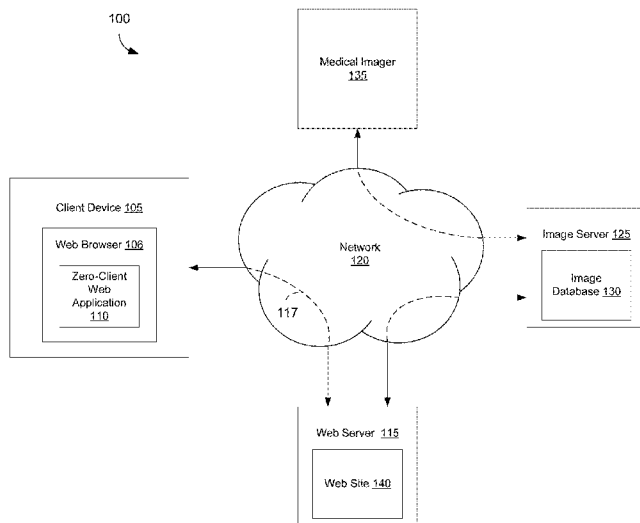 100
Medical Imager
135
Client Device 105
Web Browser 106
Zero-Client
Web
Application
110
Network
120
117
Image Server 125
Image
Database 130
Web Server 115
Web Site 140